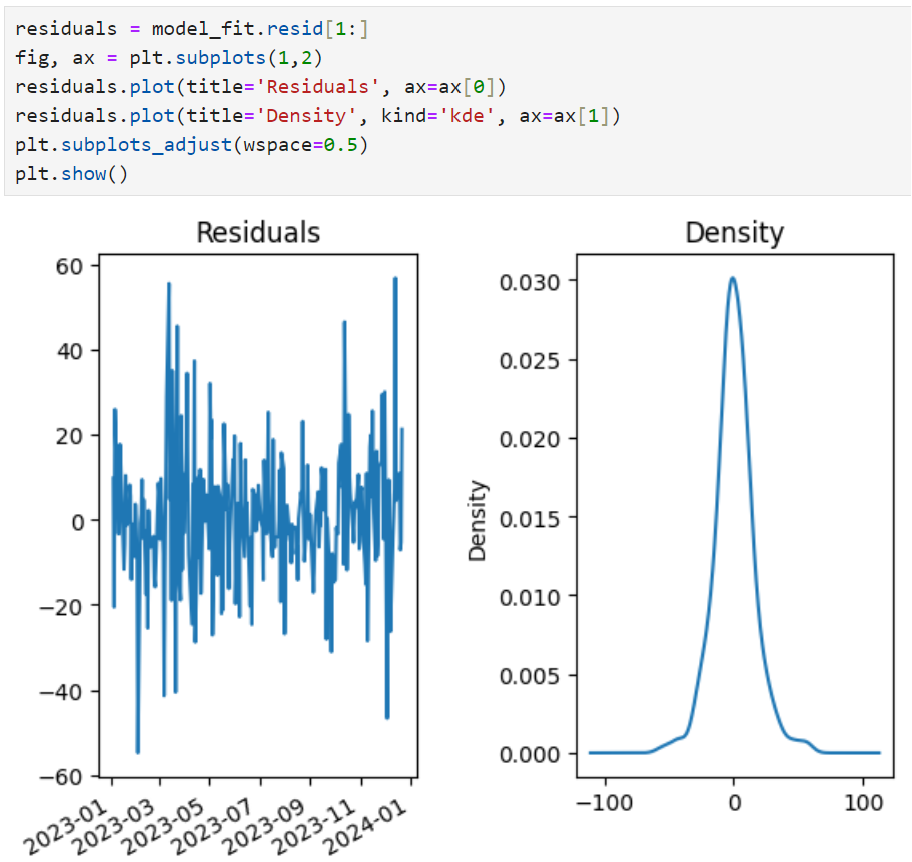 residuals = model_fit.resid[1:]
fig, ax = plt.subplots(1,2)
residuals.plot(title='Residuals', ax=ax[0])
residuals.plot(title='Density', kind='kde', ax=ax[1])
plt.subplots_adjust(wspace=0.5)
plt.show()
Residuals
60
40
20
0
−20
−40
−60
2023-01
2023-03
2023-05
2023-07
2023-09
2023-11
2024-01
Density
Density
0.030
0.025
0.020
0.015
0.010
0.005
0.000
−100
0
100